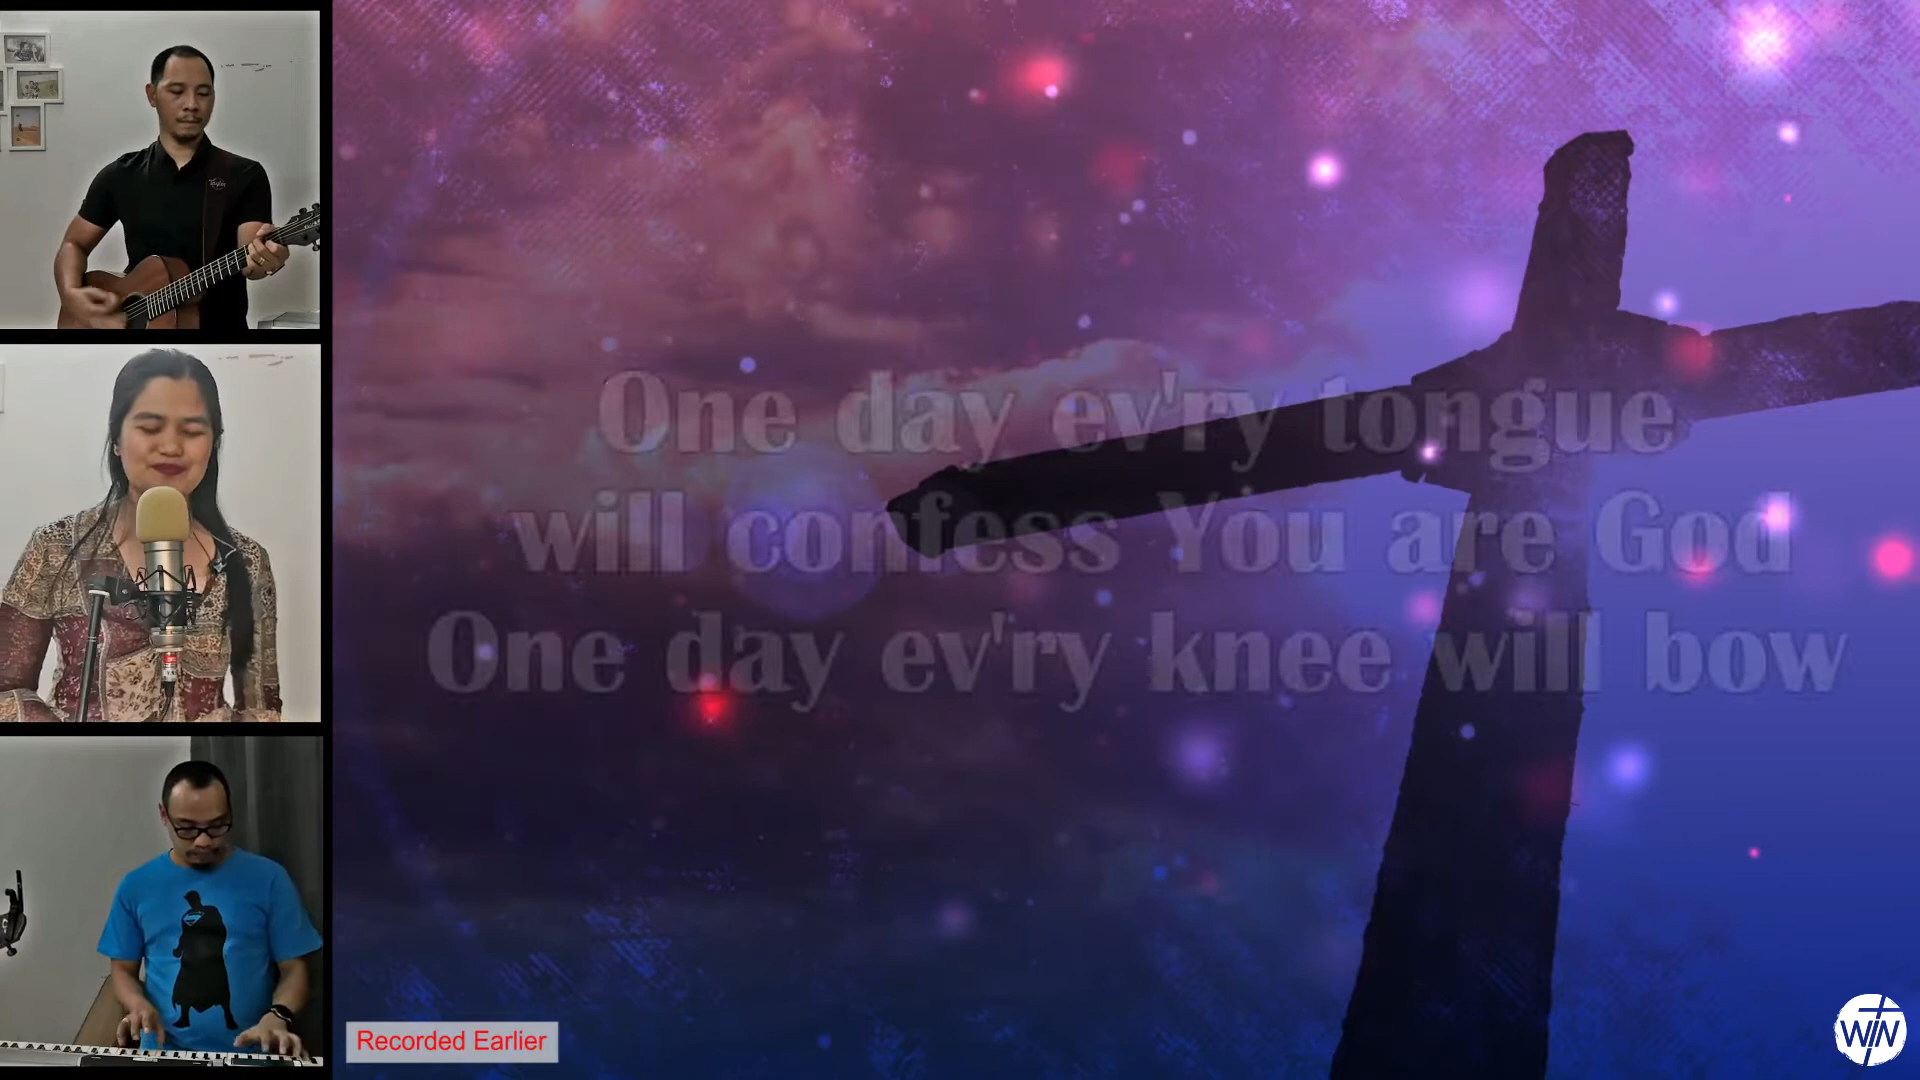 One day ev'ry tongue
will confess You are God
One day ev'ry knee will bow
Recorded Earlier
WIN